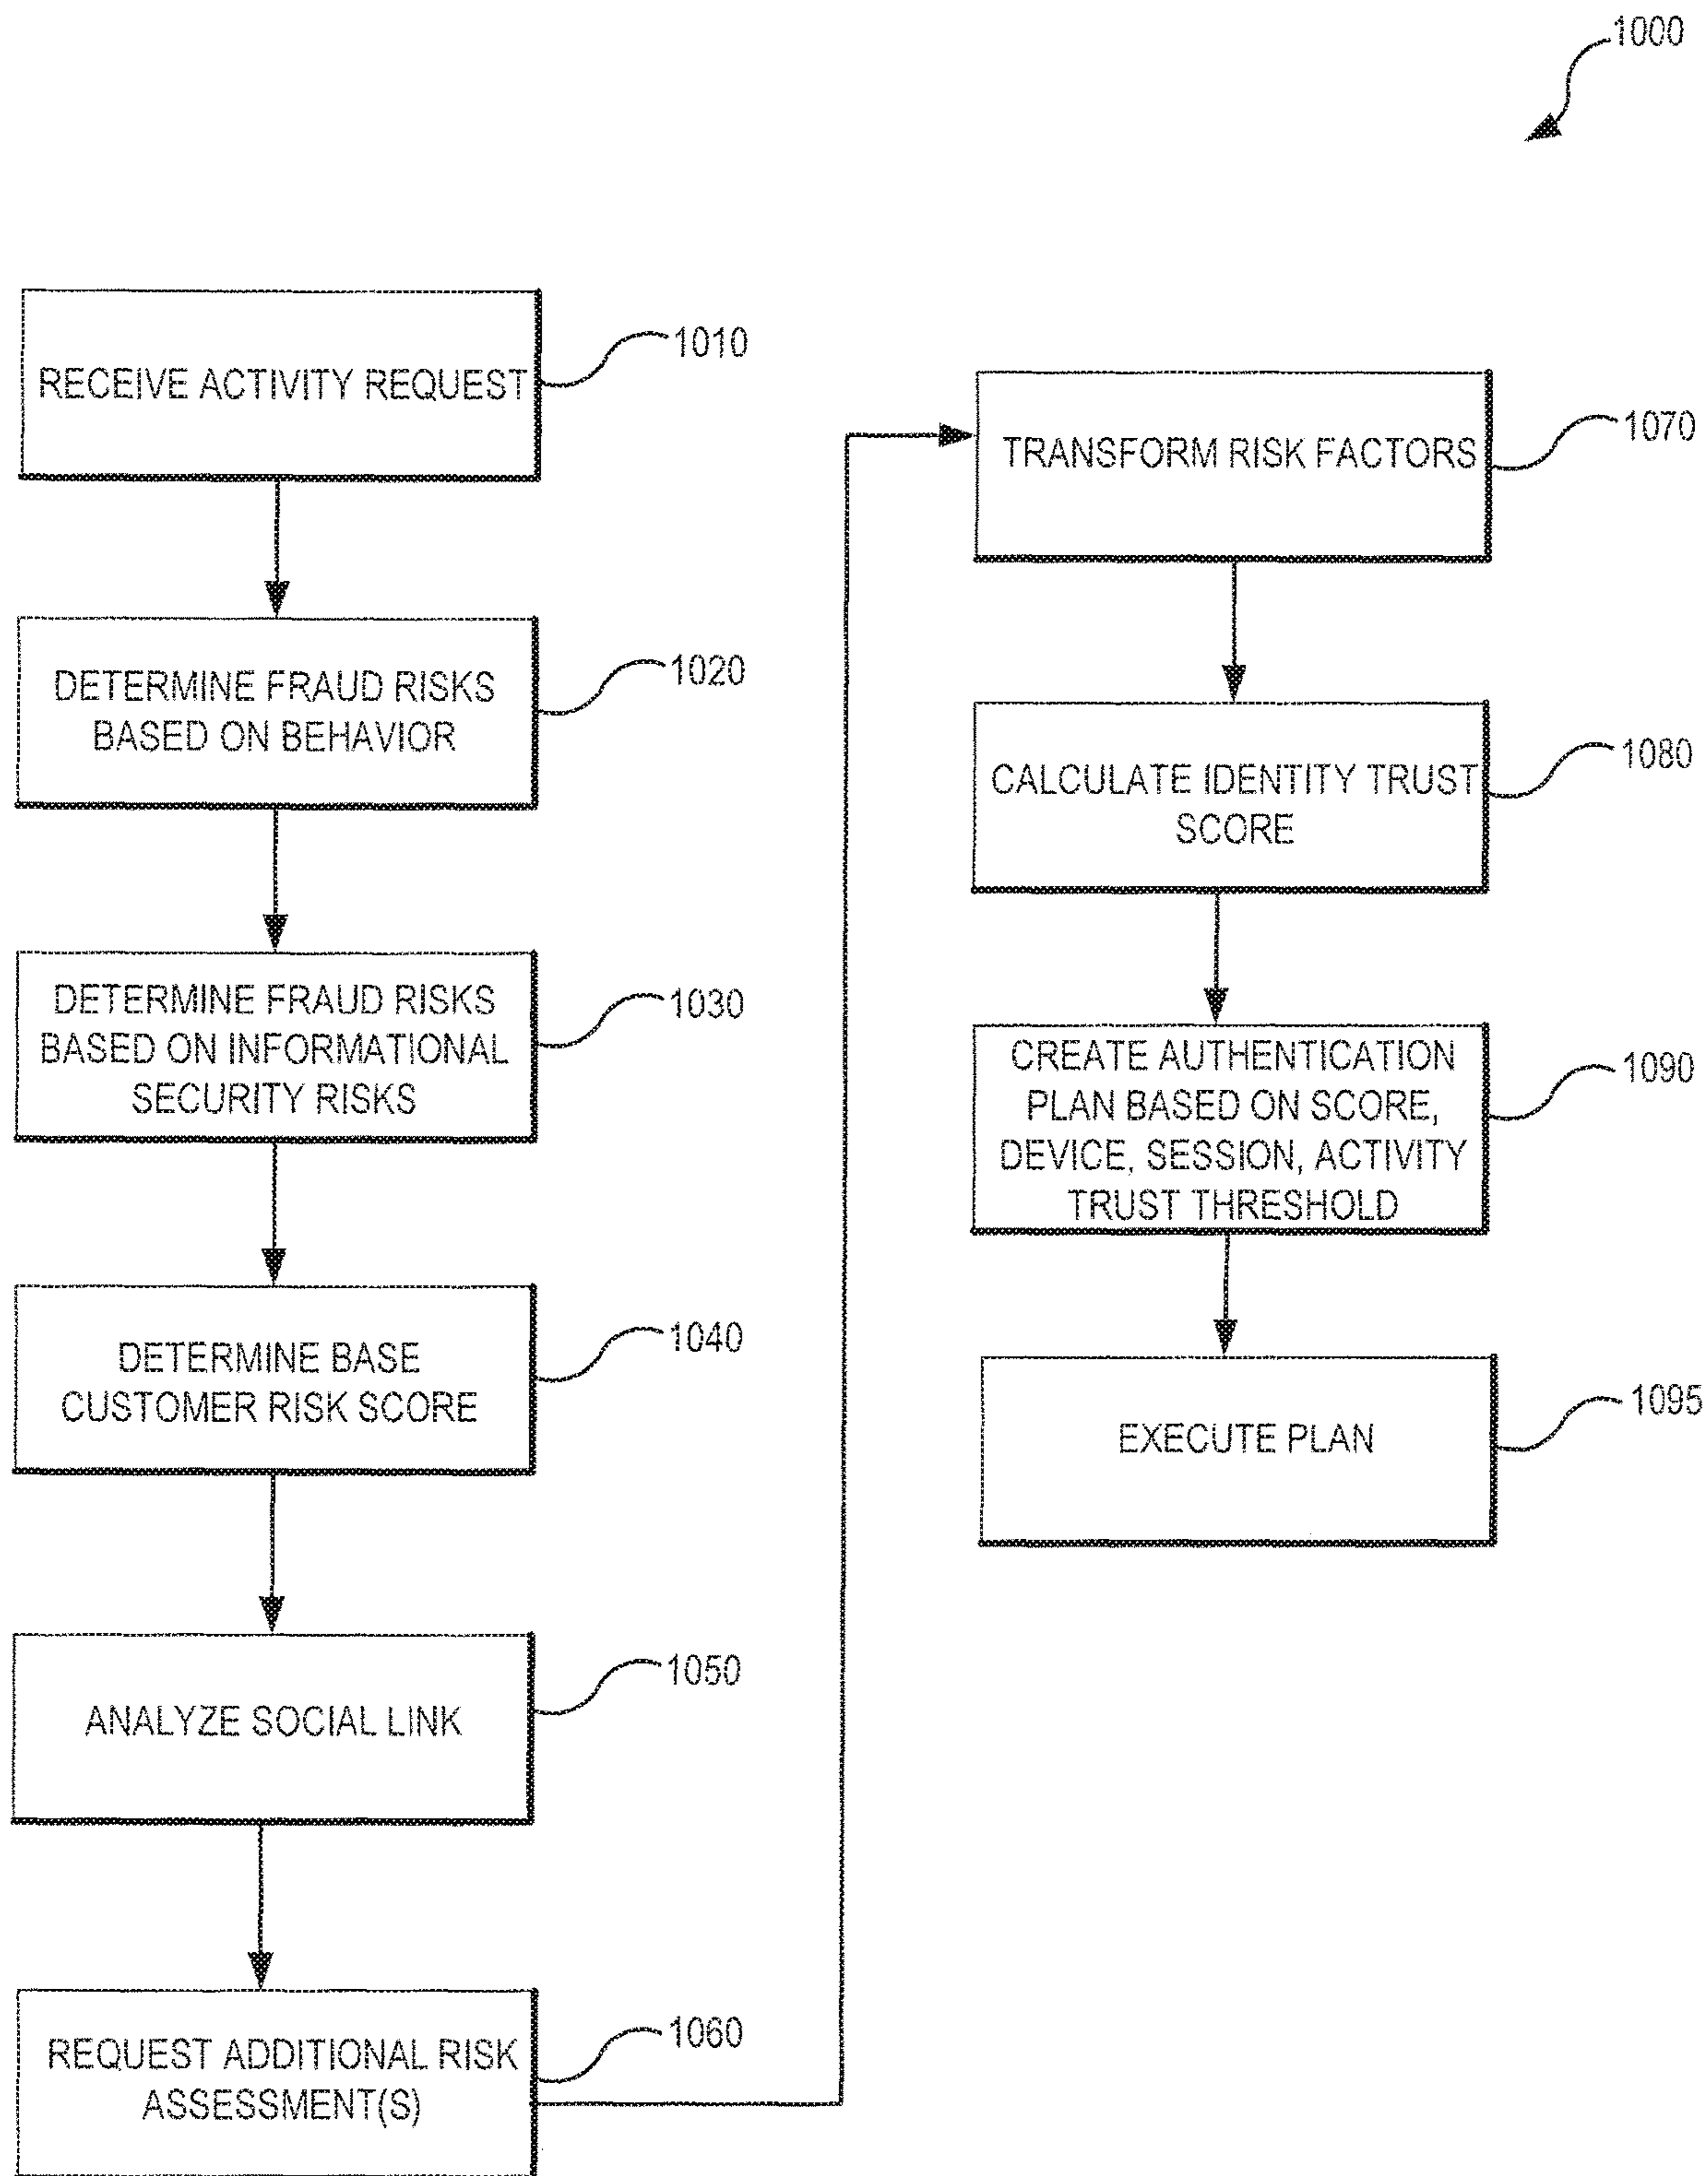 1000
RECEIVE ACTIVITY REQUEST
1010
DETERMINE FRAUD RISKS
BASED ON BEHAVIOR
1020
DETERMINE FRAUD RISKS
BASED ON INFORMATIONAL
SECURITY RISKS
1030
DETERMINE BASE
CUSTOMER RISK SCORE
1040
ANALYZE SOCIAL LINK
1050
REQUEST ADDITIONAL RISK
ASSESSMENT(S)
1060
TRANSFORM RISK FACTORS
1070
CALCULATE IDENTITY TRUST
SCORE
1080
CREATE AUTHENTICATION
PLAN BASED ON SCORE,
DEVICE, SESSION, ACTIVITY
TRUST THRESHOLD
1090
EXECUTE PLAN
1095